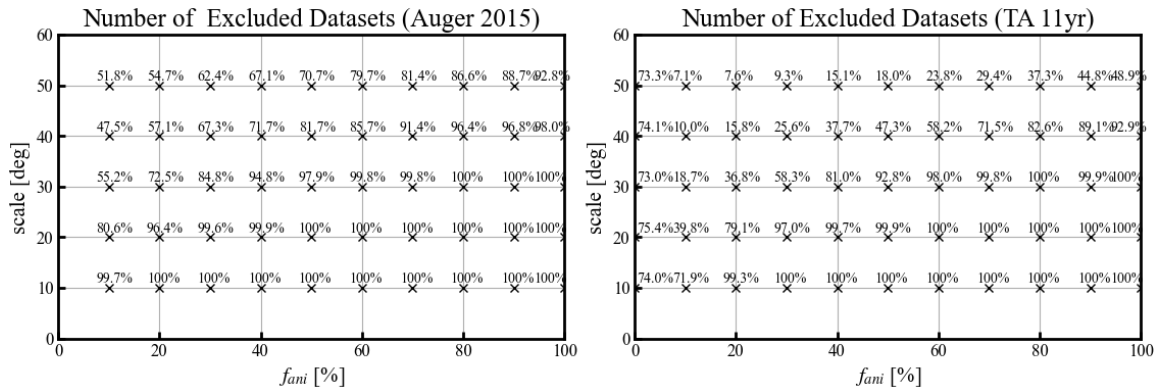 Number of  Excluded Datasets (Auger 2015)
60
51.8% 54.7% 62.4% 67.1% 70.7% 79.7% 81.4% 86.6% 88.7% 92.8%
50
47.5% 57.1% 67.3% 71.7% 81.7% 85.7% 91.4% 96.4% 96.8% 98.0%
40
55.2% 72.5% 84.8% 94.8% 97.9% 99.8% 99.8% 100% 100% 100%
30
80.6% 96.4% 99.6% 99.9% 100% 100% 100% 100% 100% 100%
20
99.7% 100% 100% 100% 100% 100% 100% 100% 100% 100%
10
0
scale [deg]
0 20 40 60 80 100
f_ani [%]
Number of Excluded Datasets (TA 11yr)
60
73.3% 7.1% 7.6% 9.3% 15.1% 18.0% 23.8% 29.4% 37.3% 44.8% 48.9%
50
74.1% 10.0% 15.8% 25.6% 37.7% 47.3% 58.2% 71.5% 82.6% 89.1% 92.9%
40
73.0% 18.7% 36.8% 58.3% 81.0% 92.8% 98.0% 99.8% 100% 99.9% 100%
30
75.4% 39.8% 79.1% 97.0% 99.7% 99.9% 100% 100% 100% 100% 100%
20
74.0% 71.9% 99.3% 100% 100% 100% 100% 100% 100% 100% 100%
10
0
scale [deg]
0 20 40 60 80 100
f_ani [%]